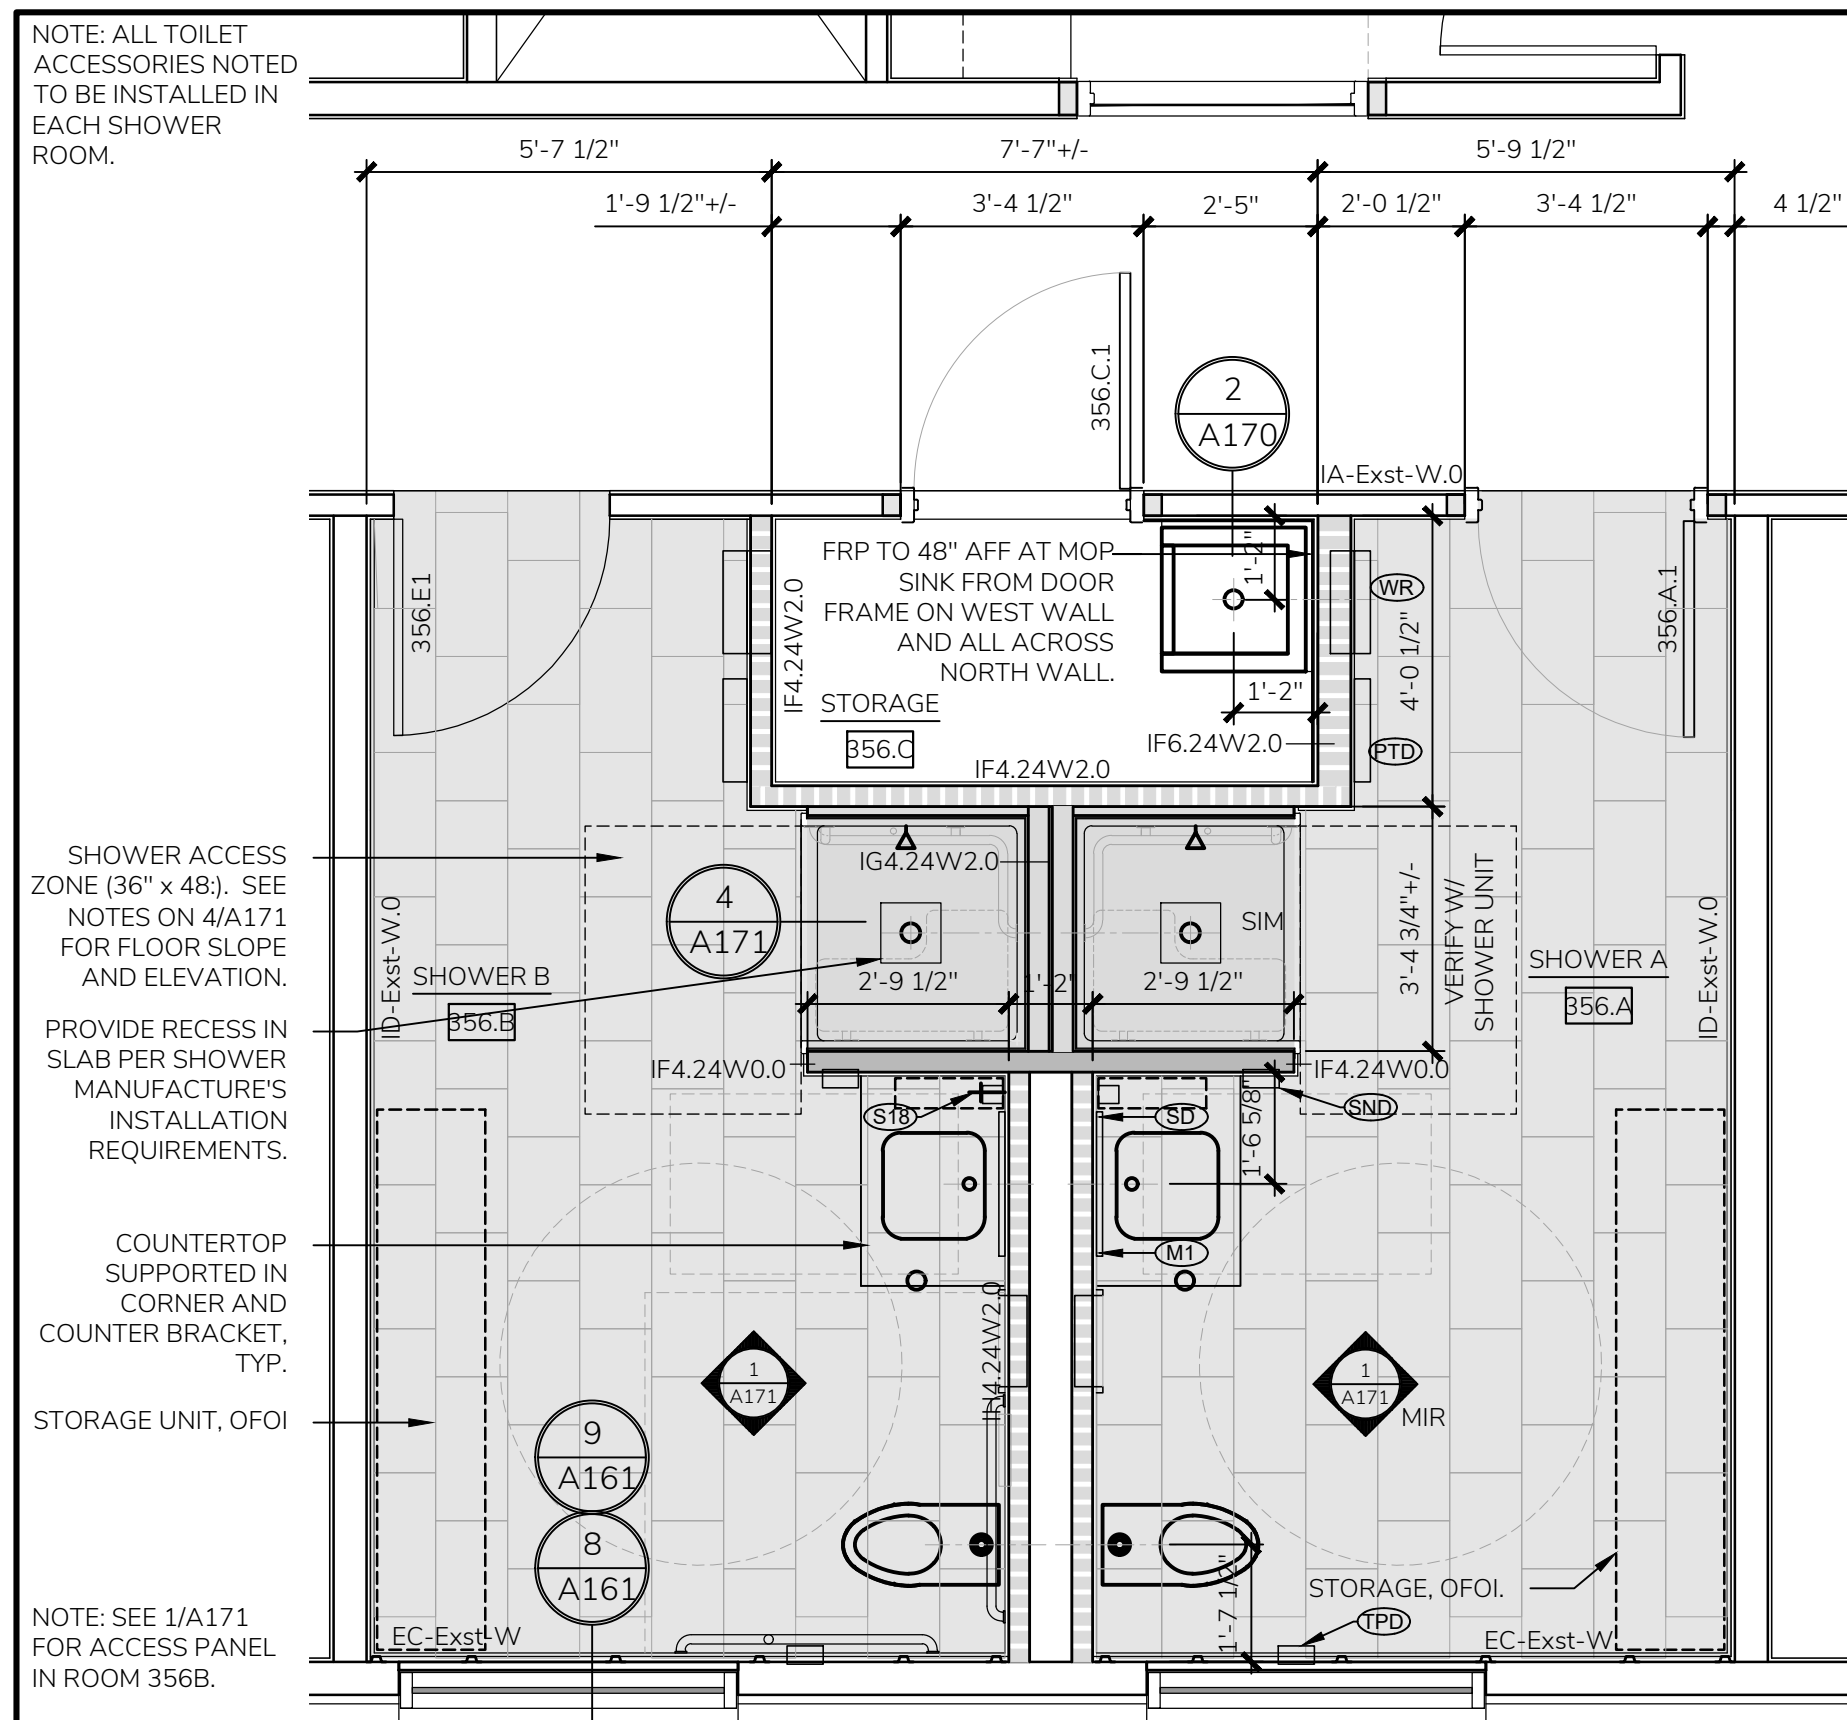 NOTE: ALL TOILET
ACCESSORIES NOTED
TO BE INSTALLED IN
EACH SHOWER
ROOM.
5'-7 1/2"
7'-7"+/-
5'-9 1/2"
1'-9 1/2"+/-
3'-4 1/2"
2'-5"
2'-0 1/2"
3'-4 1/2"
4 1/2"
356.C.1
2
A170
IA-Exst-W.0
356.E1
IF4.24W2.0
FRP TO 48" AFF AT MOP
SINK FROM DOOR
FRAME ON WEST WALL
AND ALL ACROSS
NORTH WALL.
1'-2"
WR
4'-0 1/2"
356.A.1
STORAGE
356.C
1'-2"
IF6.24W2.0
PTD
IF4.24W2.0
SHOWER ACCESS
ZONE (36" x 48:). SEE
NOTES ON 4/A171
FOR FLOOR SLOPE
AND ELEVATION.
ID-Exst-W.0
4
A171
IG4.24W2.0
SIM
3'-4 3/4"+/-
VERIFY W/
SHOWER UNIT
SHOWER A
356.A
ID-Exst-W.0
SHOWER B
356.B
2'-9 1/2"
1'-2"
2'-9 1/2"
PROVIDE RECESS IN
SLAB PER SHOWER
MANUFACTURE'S
INSTALLATION
REQUIREMENTS.
IF4.24W0.0
IF4.24W0.0
S18
SD
SND
1'-6 5/8"
COUNTERTOP
SUPPORTED IN
CORNER AND
COUNTER BRACKET,
TYP.
M1
1
A171
1
A171
MIR
STORAGE UNIT, OFOI
9
A161
8
A161
1'-7 1/2"
STORAGE, OFOI.
TPD
NOTE: SEE 1/A171
FOR ACCESS PANEL
IN ROOM 356B.
EC-Exst-W
EC-Exst-W